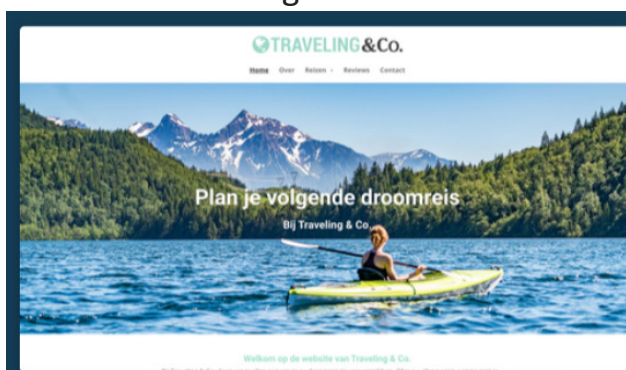 TRAVELING&Co.
Home Over Reizen Reviews Contact
Plan je volgende droomreis
Bij Traveling & Co.
Welkom op de website van Traveling & Co.